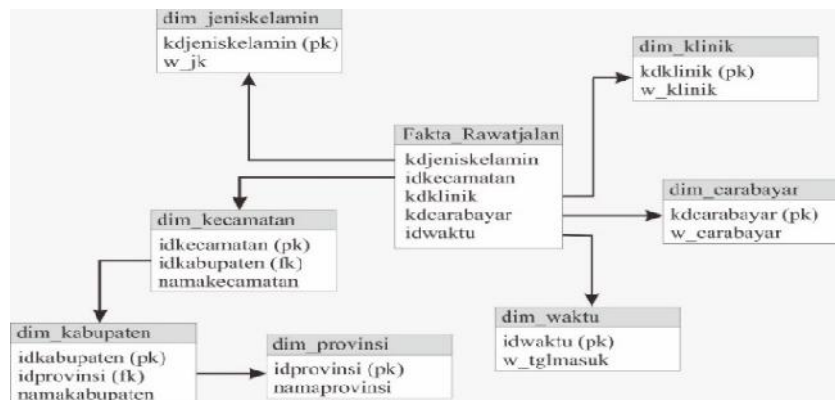 dim_jeniskelamin
kdjeniskelamin (pk)
w_jk
dim_klinik
kdklinik (pk)
w_klinik
Fakta_Rawatjalan
kdjeniskelamin
idkecamatan
kdklinik
kdcarabayar
idwaktu
dim_carabayar
kdcarabayar (pk)
w_carabayar
dim_kecamatan
idkecamatan (pk)
idkabupaten (fk)
namakecamatan
dim_waktu
idwaktu (pk)
w_tglmasuk
dim_kabupaten
idkabupaten (pk)
idprovinsi (fk)
namakabupaten
dim_provinsi
idprovinsi (pk)
namaprovinsi